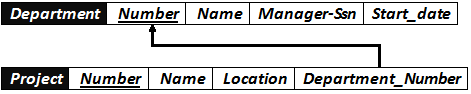 Department Number Name Manager-Ssn Start_date
Project Number Name Location Department_Number